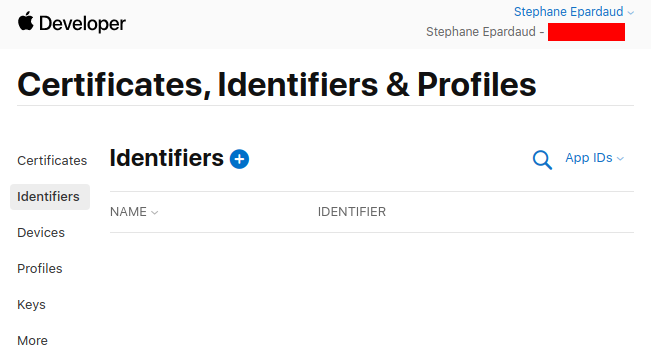 Developer
Stephane Epardaud
Stephane Epardaud -
Certificates, Identifiers & Profiles
Certificates
Identifiers
Devices
Profiles
Keys
More
Identifiers
App IDs
NAME
IDENTIFIER